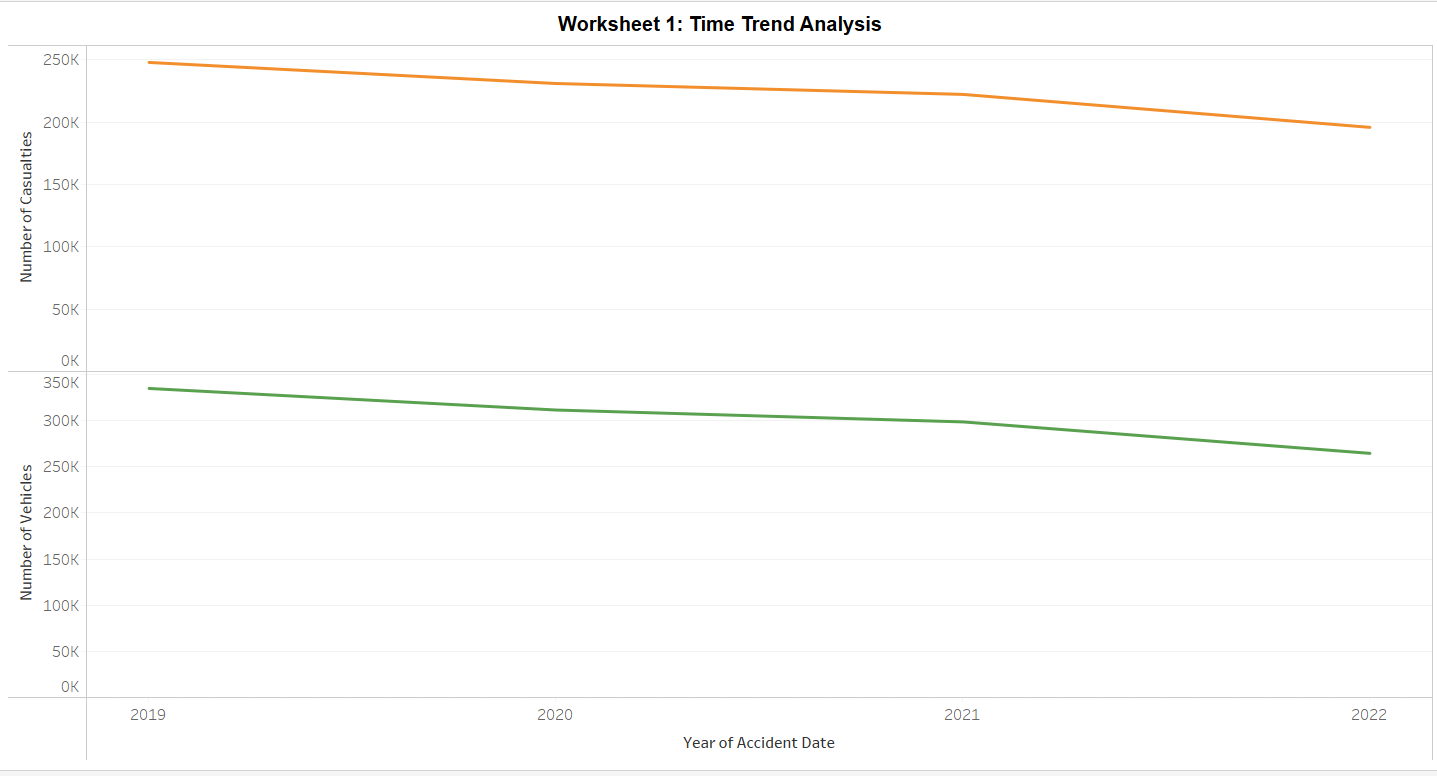 Worksheet 1: Time Trend Analysis
250K
200K
150K
100K
50K
0K
Number of Casualties
350K
300K
250K
200K
150K
100K
50K
0K
Number of Vehicles
2019 2020 2021 2022
Year of Accident Date